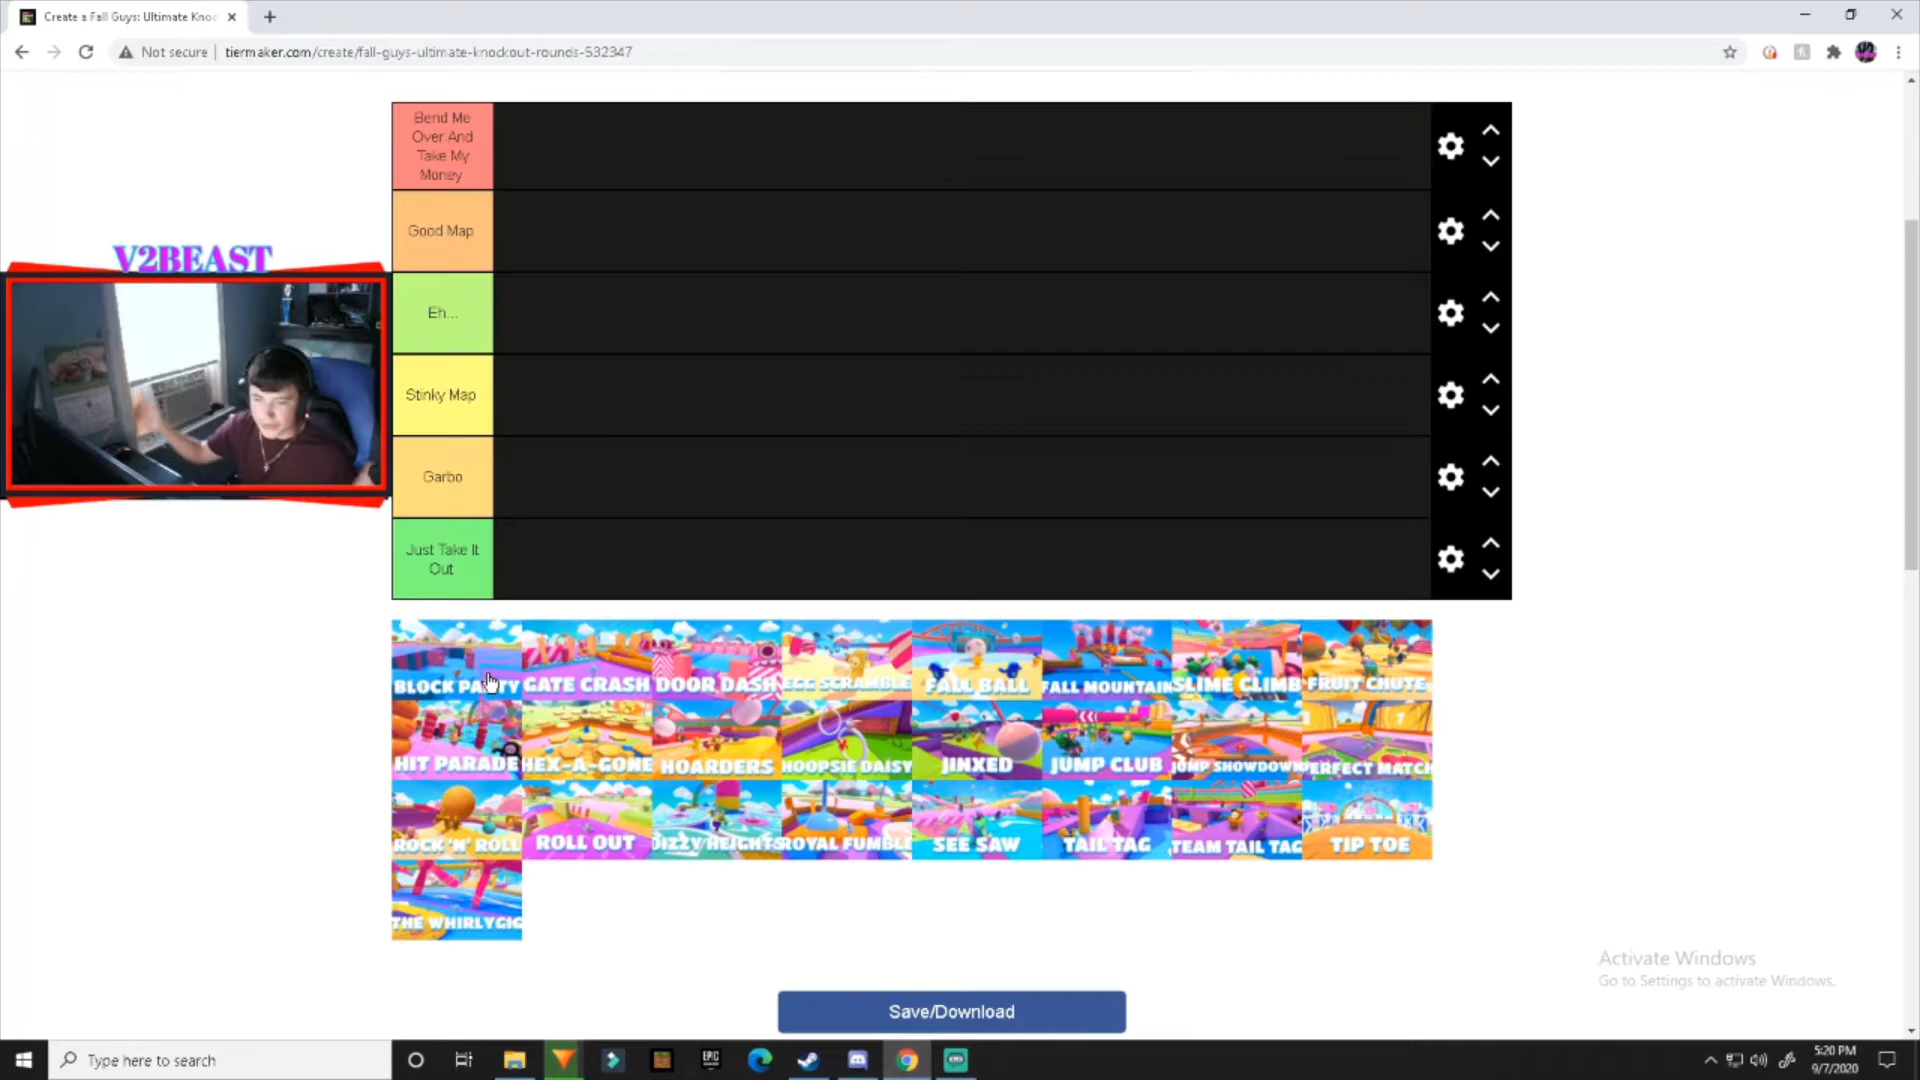 Create a Fall Guys: Ultimate Knoc
Not secure
tiermaker.com/create/fall-guys-ultimate-knockout-rounds-532347
Bend Me
Over And
Take My
Money
Good Map
Eh...
Stinky Map
Garbo
Just Take It
Out
V2BEAST
BLOCK PARTY
GATE CRASH
DOOR DASH
EGG SCRAMBLE
FALL BALL
FALL MOUNTAIN
SLIME CLIMB
FRUIT CHUTE
HIT PARADE
HEX-A-GONE
HOARDERS
HOOPSIE DAISY
JINXED
JUMP CLUB
JUMP SHOWDOWN
PERFECT MATCH
ROCK 'N' ROLL
ROLL OUT
DIZZY HEIGHTS
ROYAL FUMBLE
SEE SAW
TAIL TAG
TEAM TAIL TAG
TIP TOE
THE WHIRLYGIG
Activate Windows
Go to Settings to activate Windows.
Save/Download
Type here to search
EPIC
5:20 PM
9/7/2020